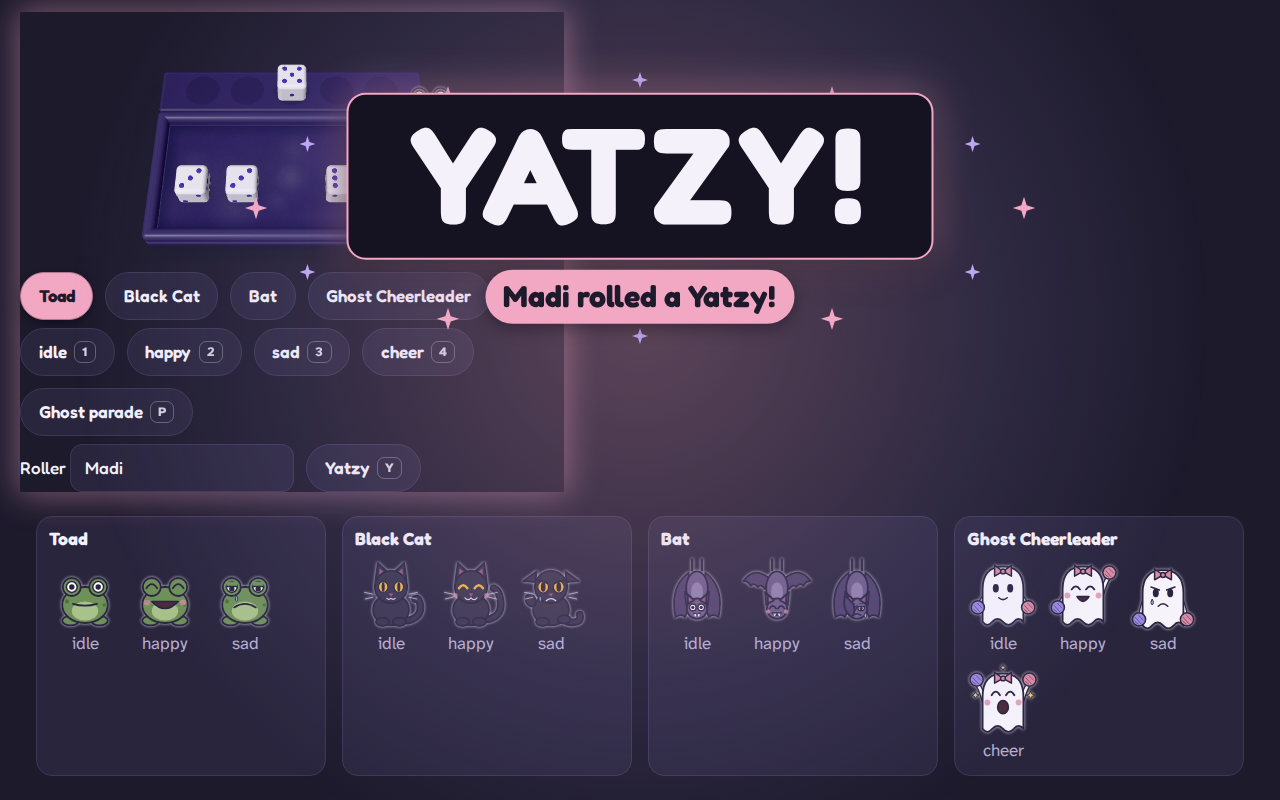 YATZY!
Madi rolled a Yatzy!
Toad Black Cat Bat Ghost Cheerleader
idle 1 happy 2 sad 3 cheer 4
Ghost parade P
Roller Madi Yatzy Y
Toad
idle happy sad
Black Cat
idle happy sad
Bat
idle happy sad
Ghost Cheerleader
idle happy sad
cheer